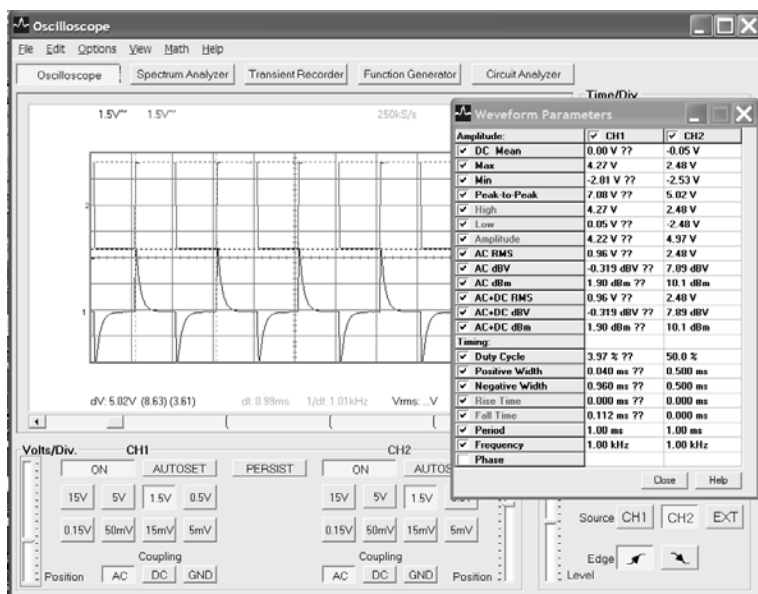 Oscilloscope
File Edit Options View Math Help
Oscilloscope Spectrum Analyzer Transient Recorder Function Generator Circuit Analyzer
Time/Div.
1.5V~ 1.5V~ 250kS/s
2
1
dV: 5.02V (8.63) (3.61) dt: 0.99ms 1/dt: 1.01kHz Vrms: ...V
Waveform Parameters
Amplitude: CH1 CH2
DC Mean 0.00 V ?? -0.05 V
Max 4.27 V 2.48 V
Min -2.81 V ?? -2.53 V
Peak-to-Peak 7.08 V ?? 5.02 V
High 4.27 V 2.48 V
Low 0.05 V ?? -2.48 V
Amplitude 4.22 V ?? 4.97 V
AC RMS 0.96 V ?? 2.48 V
AC dBV -0.319 dBV ?? 7.89 dBV
AC dBm 1.90 dBm ?? 10.1 dBm
AC+DC RMS 0.96 V ?? 2.48 V
AC+DC dBV -0.319 dBV ?? 7.89 dBV
AC+DC dBm 1.90 dBm ?? 10.1 dBm
Timing:
Duty Cycle 3.97 % ?? 50.0 %
Positive Width 0.040 ms ?? 0.500 ms
Negative Width 0.960 ms ?? 0.500 ms
Rise Time 0.000 ms ?? 0.000 ms
Fall Time 0.112 ms ?? 0.000 ms
Period 1.00 ms 1.00 ms
Frequency 1.00 kHz 1.00 kHz
Phase
Close Help
Volts/Div. CH1 CH2
ON AUTOSET PERSIST ON
15V 5V 1.5V 0.5V 15V 5V 1.5V
0.15V 50mV 15mV 5mV 0.15V 50mV 15mV 5mV
Coupling Coupling
Position AC DC GND AC DC GND Position
Source CH1 CH2 EXT
Edge
Level